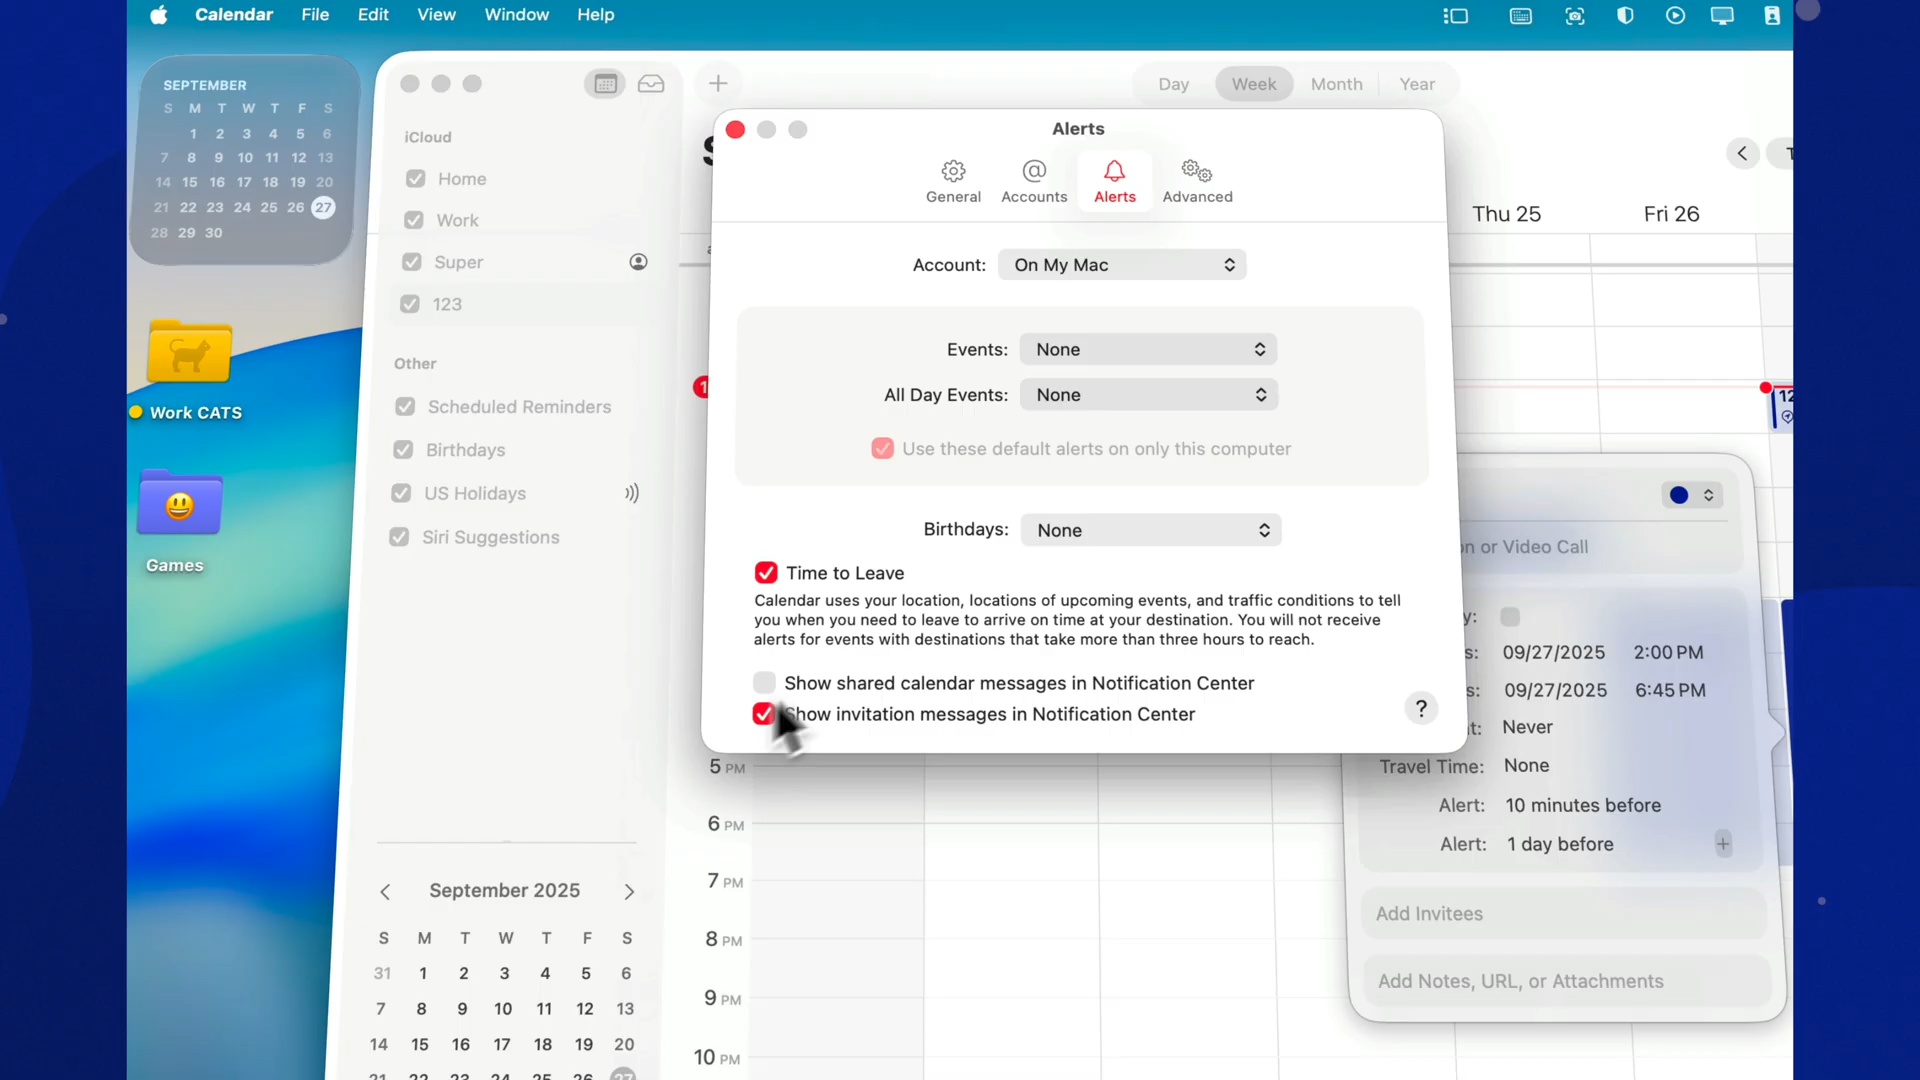 Calendar File Edit View Window Help
SEPTEMBER
S M T W T F S
1 2 3 4 5 6
7 8 9 10 11 12 13
14 15 16 17 18 19 20
21 22 23 24 25 26 27
28 29 30
Work CATS
Games
iCloud
Home
Work
Super
123
Other
Scheduled Reminders
Birthdays
US Holidays
Siri Suggestions
September 2025
S M T W T F S
31 1 2 3 4 5 6
7 8 9 10 11 12 13
14 15 16 17 18 19 20
21 22 23 24 25 26 27
Day Week Month Year
Thu 25 Fri 26
Alerts
General Accounts Alerts Advanced
Account: On My Mac
Events: None
All Day Events: None
Use these default alerts on only this computer
Birthdays: None
Time to Leave
Calendar uses your location, locations of upcoming events, and traffic conditions to tell
you when you need to leave to arrive on time at your destination. You will not receive
alerts for events with destinations that take more than three hours to reach.
Show shared calendar messages in Notification Center
Show invitation messages in Notification Center
?
5 PM
6 PM
7 PM
8 PM
9 PM
10 PM
12
or Video Call
09/27/2025 2:00 PM
09/27/2025 6:45 PM
Never
Travel Time: None
Alert: 10 minutes before
Alert: 1 day before
Add Invitees
Add Notes, URL, or Attachments